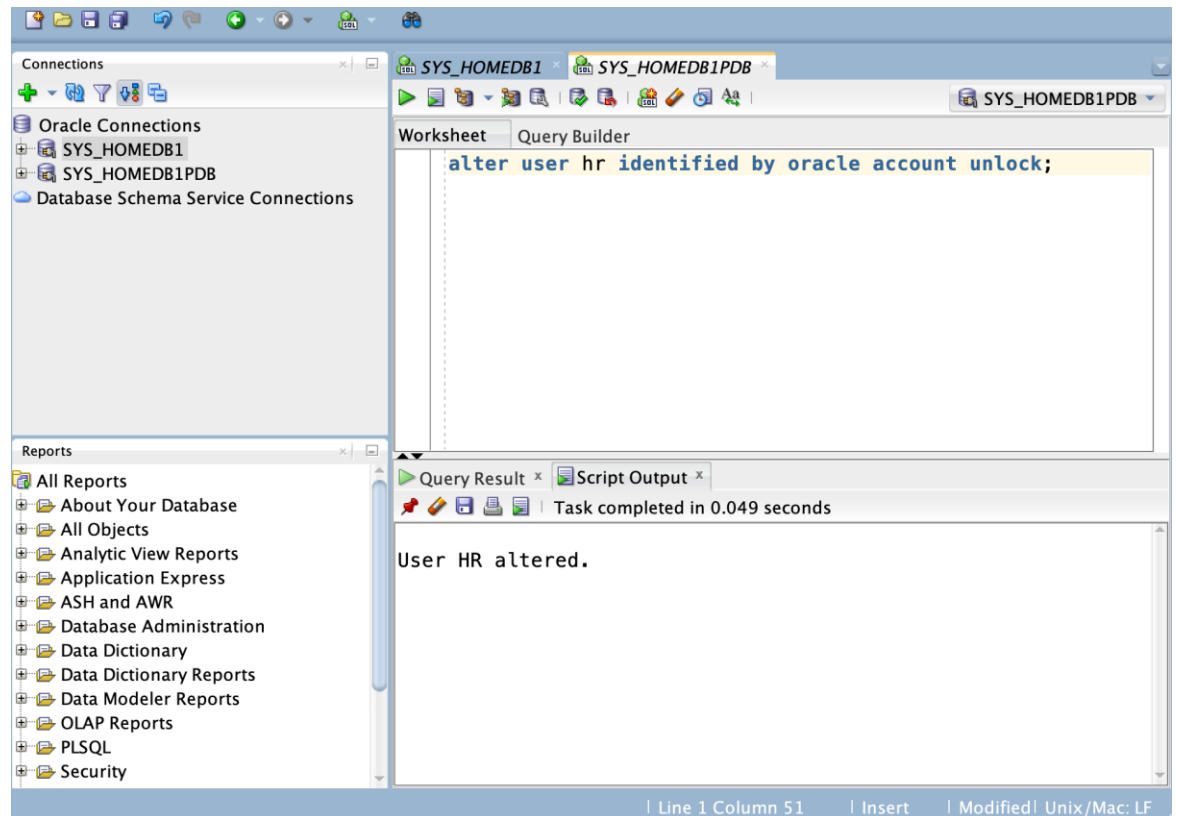 Connections
Oracle Connections
SYS_HOMEDB1
SYS_HOMEDB1PDB
Database Schema Service Connections
Reports
All Reports
About Your Database
All Objects
Analytic View Reports
Application Express
ASH and AWR
Database Administration
Data Dictionary
Data Dictionary Reports
Data Modeler Reports
OLAP Reports
PLSQL
Security
SYS_HOMEDB1 SYS_HOMEDB1PDB
SYS_HOMEDB1PDB
Worksheet Query Builder
alter user hr identified by oracle account unlock;
Query Result Script Output
Task completed in 0.049 seconds
User HR altered.
Line 1 Column 51 Insert Modified Unix/Mac: LF